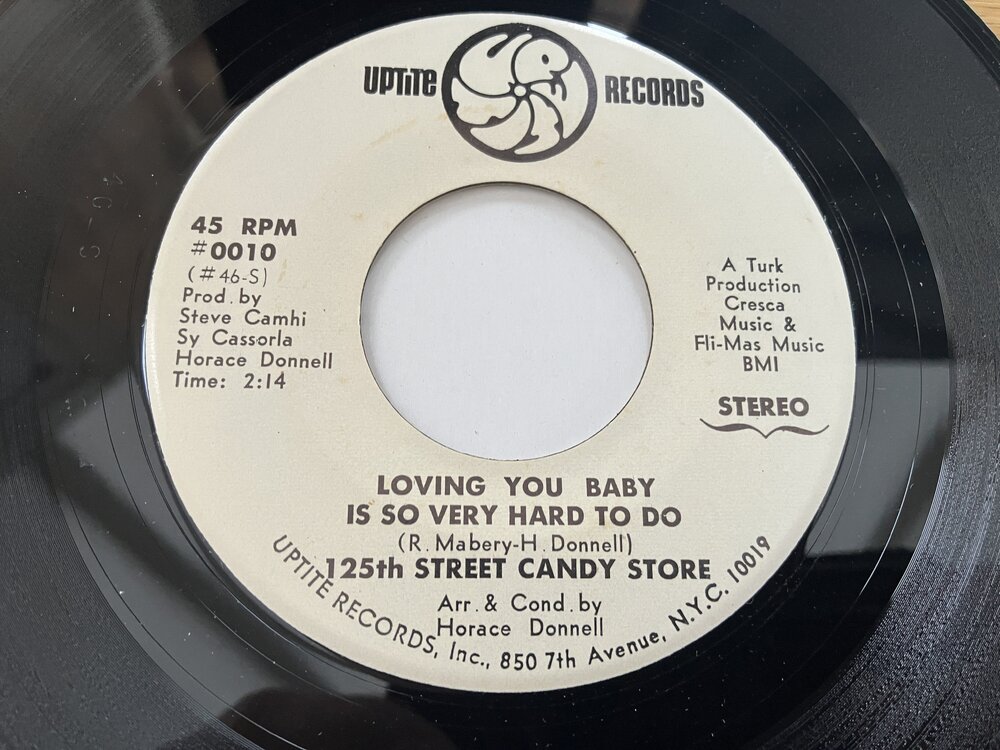 UPTITE RECORDS
45 RPM
#0010
(#46-S)
Prod. by
Steve Camhi
Sy Cassorla
Horace Donnell
Time: 2:14
A Turk
Production
Cresca
Music &
Fli-Mas Music
BMI
STEREO
LOVING YOU BABY
IS SO VERY HARD TO DO
(R. Mabery-H. Donnell)
125th STREET CANDY STORE
Arr. & Cond. by
Horace Donnell
UPTITE RECORDS, Inc., 850 7th Avenue, N.Y.C. 10019